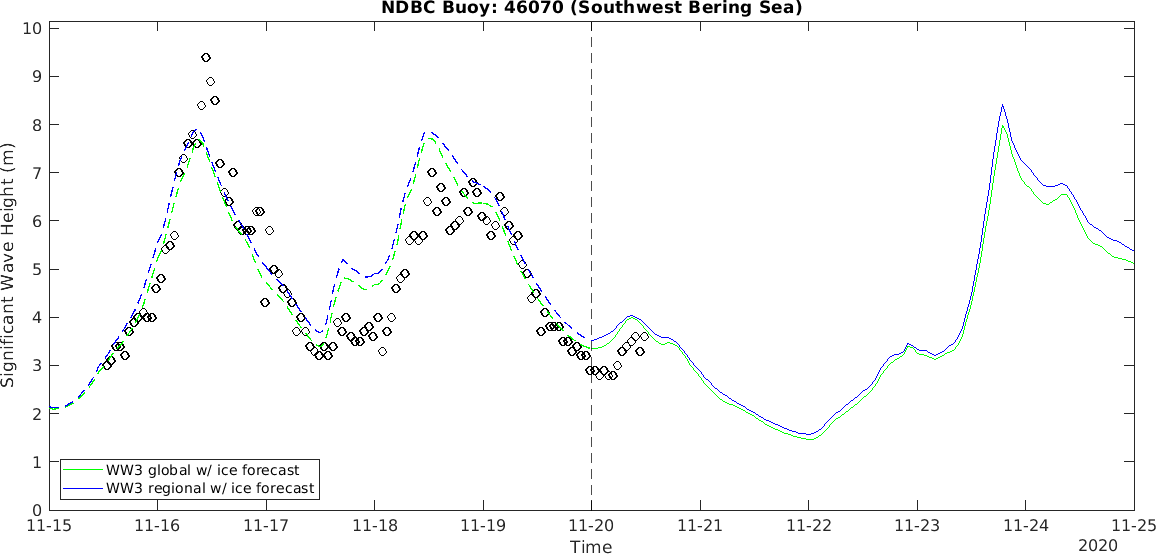 NDBC Buoy: 46070 (Southwest Bering Sea)
Significant Wave Height (m)
10
9
8
7
6
5
4
3
2
1
0
WW3 global w/ ice forecast
WW3 regional w/ ice forecast
11-15 11-16 11-17 11-18 11-19 11-20 11-21 11-22 11-23 11-24 11-25
Time
2020